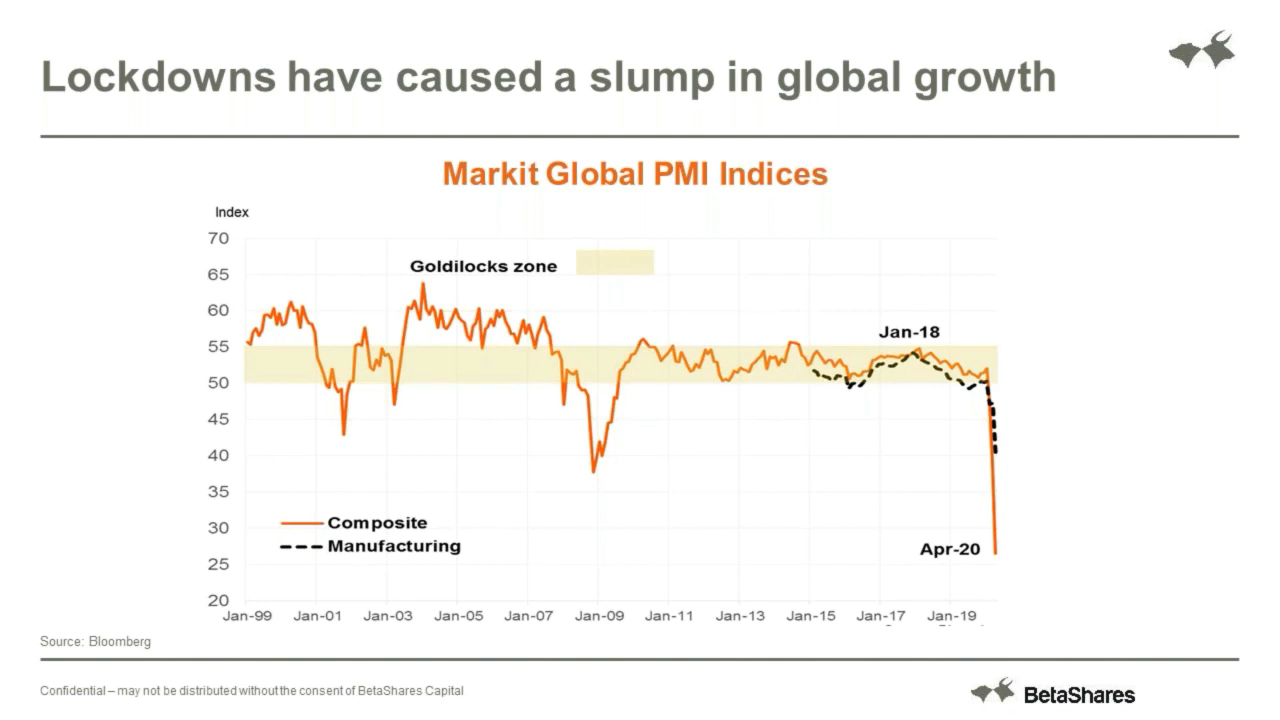 Lockdowns have caused a slump in global growth
Markit Global PMI Indices
Index
70
65
60
55
50
45
40
35
30
25
20
Goldilocks zone
Jan-18
Composite
Manufacturing
Apr-20
Jan-99 Jan-01 Jan-03 Jan-05 Jan-07 Jan-09 Jan-11 Jan-13 Jan-15 Jan-17 Jan-19
Source: Bloomberg
Confidential – may not be distributed without the consent of BetaShares Capital
BetaShares